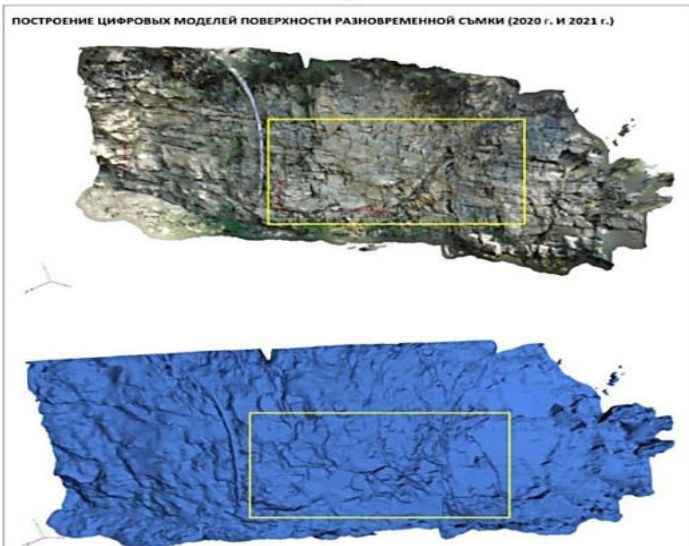 ПОСТРОЕНИЕ ЦИФРОВЫХ МОДЕЛЕЙ ПОВЕРХНОСТИ РАЗНОВРЕМЕННОЙ СЪМКИ (2020 г. И 2021 г.)